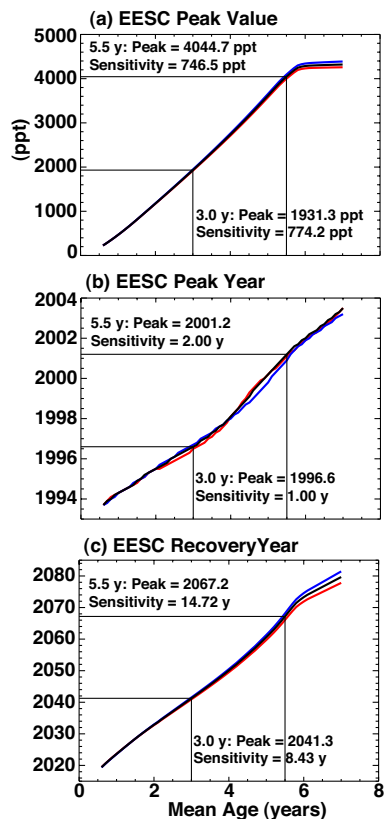 (a) EESC Peak Value
5000
4000
3000
2000
1000
0
(ppt)
5.5 y: Peak = 4044.7 ppt
Sensitivity = 746.5 ppt
3.0 y: Peak = 1931.3 ppt
Sensitivity = 774.2 ppt
(b) EESC Peak Year
2004
2002
2000
1998
1996
1994
5.5 y: Peak = 2001.2
Sensitivity = 2.00 y
3.0 y: Peak = 1996.6
Sensitivity = 1.00 y
(c) EESC RecoveryYear
2080
2070
2060
2050
2040
2030
2020
5.5 y: Peak = 2067.2
Sensitivity = 14.72 y
3.0 y: Peak = 2041.3
Sensitivity = 8.43 y
0 2 4 6 8
Mean Age (years)